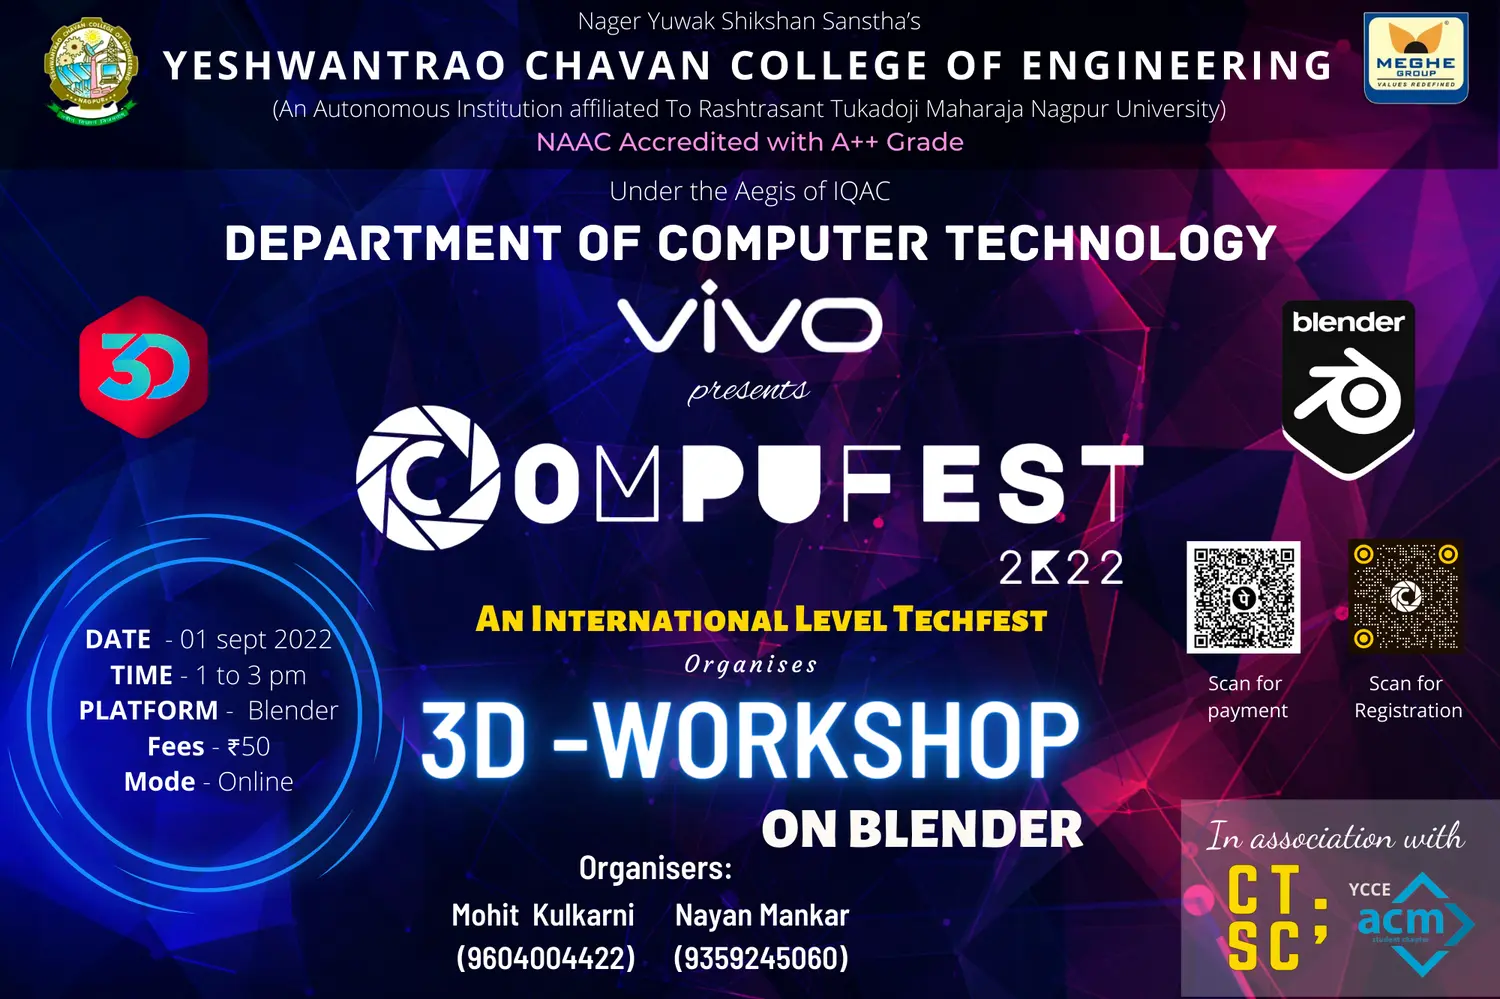 Nager Yuwak Shikshan Sanstha's
YESHWANTRAO CHAVAN COLLEGE OF ENGINEERING
(An Autonomous Institution affiliated To Rashtrasant Tukadoji Maharaja Nagpur University)
NAAC Accredited with A++ Grade
NAGPUR
MEGHE
GROUP
VALUES REDEFINED
Under the Aegis of IQAC
DEPARTMENT OF COMPUTER TECHNOLOGY
vivo
presents
3D
blender
COMPUFEST
2K22
AN INTERNATIONAL LEVEL TECHFEST
Organises
3D -WORKSHOP
ON BLENDER
DATE - 01 sept 2022
TIME - 1 to 3 pm
PLATFORM - Blender
Fees - ₹50
Mode - Online
Scan for
payment
Scan for
Registration
Organisers:
Mohit Kulkarni Nayan Mankar
(9604004422) (9359245060)
In association with
CT.
SC,
YCCE
acm
student chapter